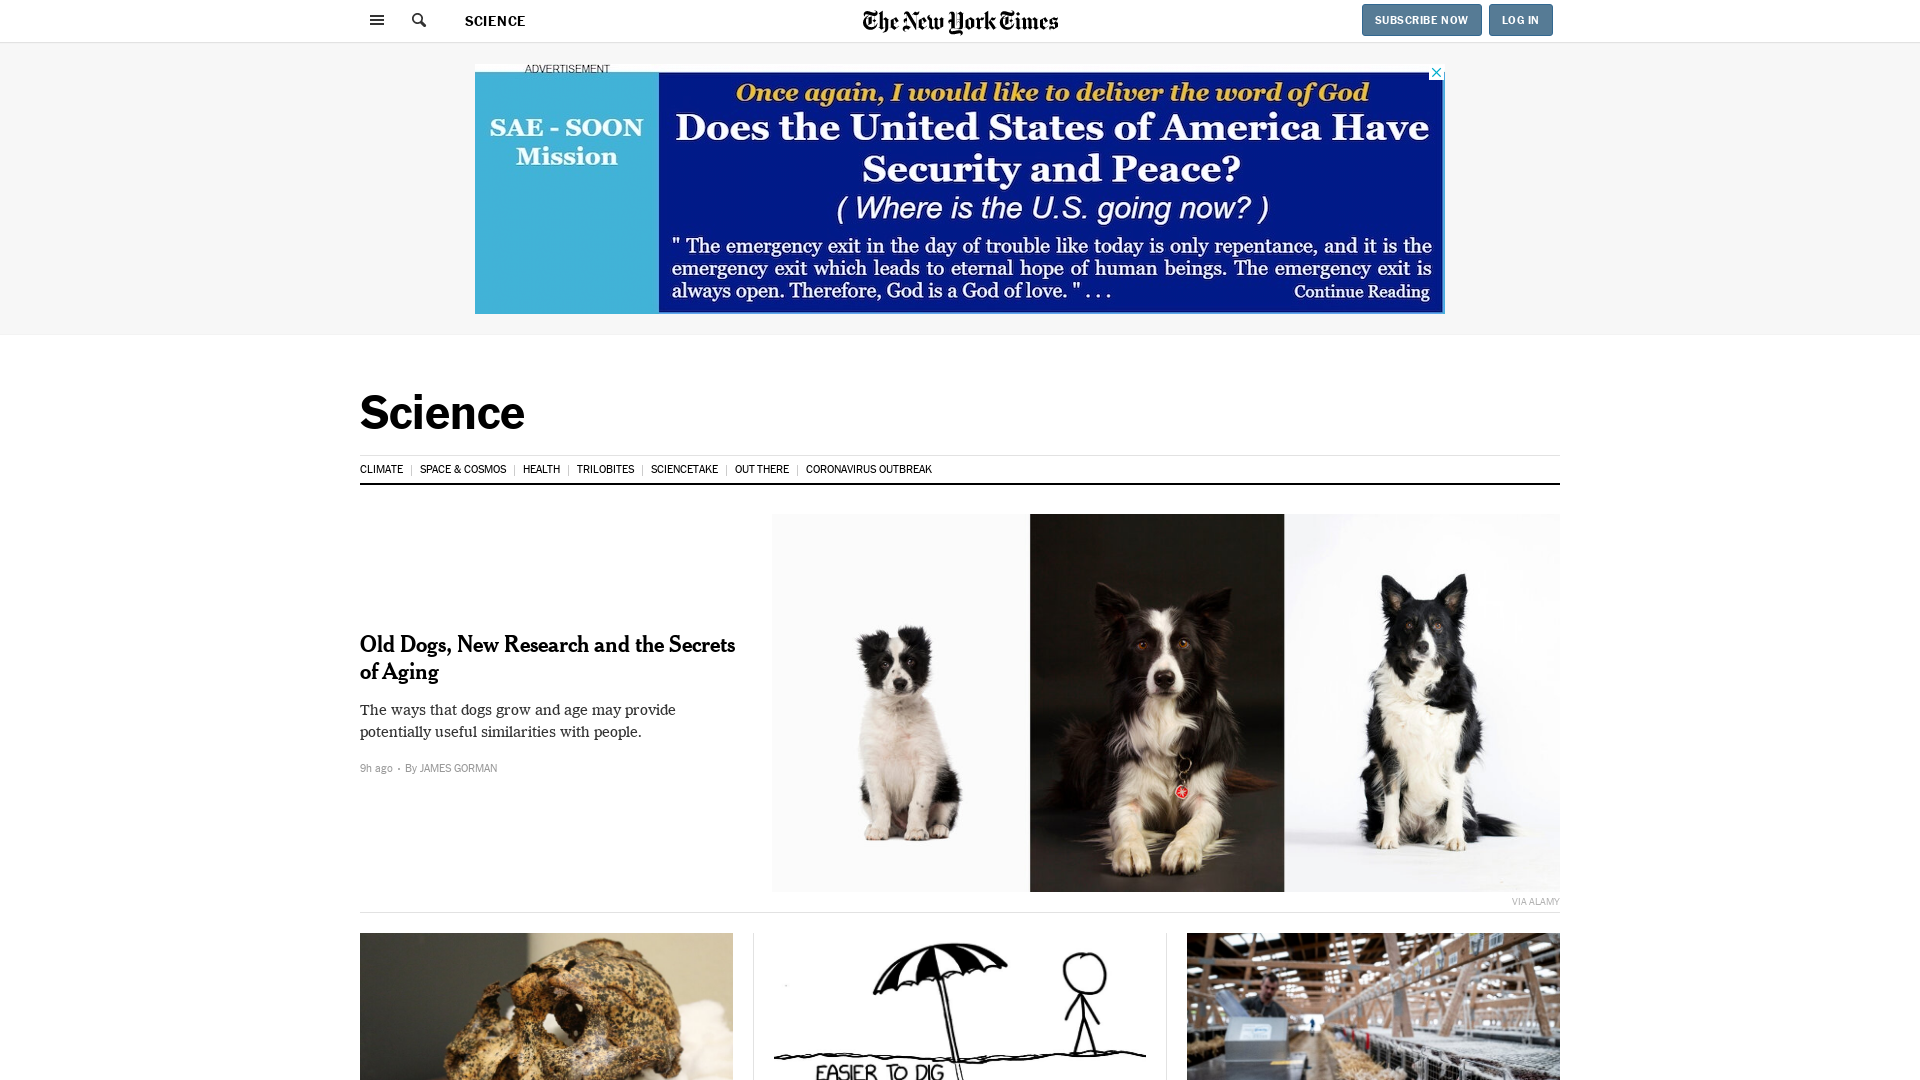 SCIENCE
The New York Times
SUBSCRIBE NOW
LOG IN
ADVERTISEMENT
SAE - SOON
Mission
Once again, I would like to deliver the word of God
Does the United States of America Have
Security and Peace?
( Where is the U.S. going now? )
" The emergency exit in the day of trouble like today is only repentance, and it is the
emergency exit which leads to eternal hope of human beings. The emergency exit is
always open. Therefore, God is a God of love. " . . .
Continue Reading
Science
CLIMATE
SPACE & COSMOS
HEALTH
TRILOBITES
SCIENCETAKE
OUT THERE
CORONAVIRUS OUTBREAK
Old Dogs, New Research and the Secrets
of Aging
The ways that dogs grow and age may provide
potentially useful similarities with people.
9h ago • By JAMES GORMAN
VIA ALAMY
EASIER TO DIG